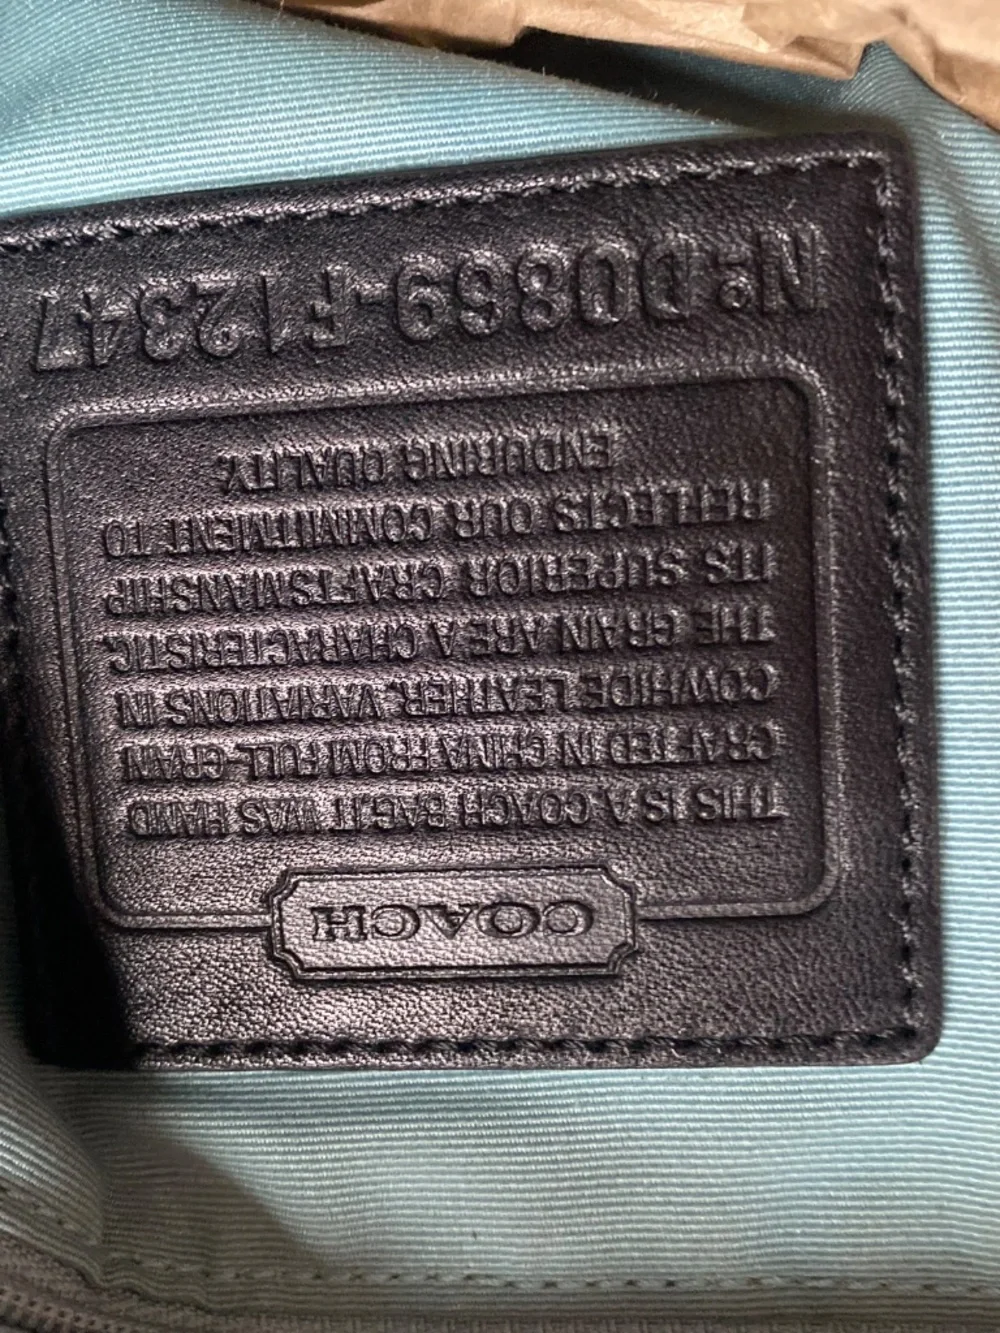 COACH
THIS IS A COACH BAG.IT WAS HAND
CRAFTED IN CHINA FROM FULL-GRAIN
COWHIDE LEATHER. VARIATIONS IN
THE GRAIN ARE A CHARACTERISTIC.
ITS SUPERIOR CRAFTSMANSHIP
REFLECTS OUR COMMITMENT TO
ENDURING QUALITY.
Nº D0869-F12347